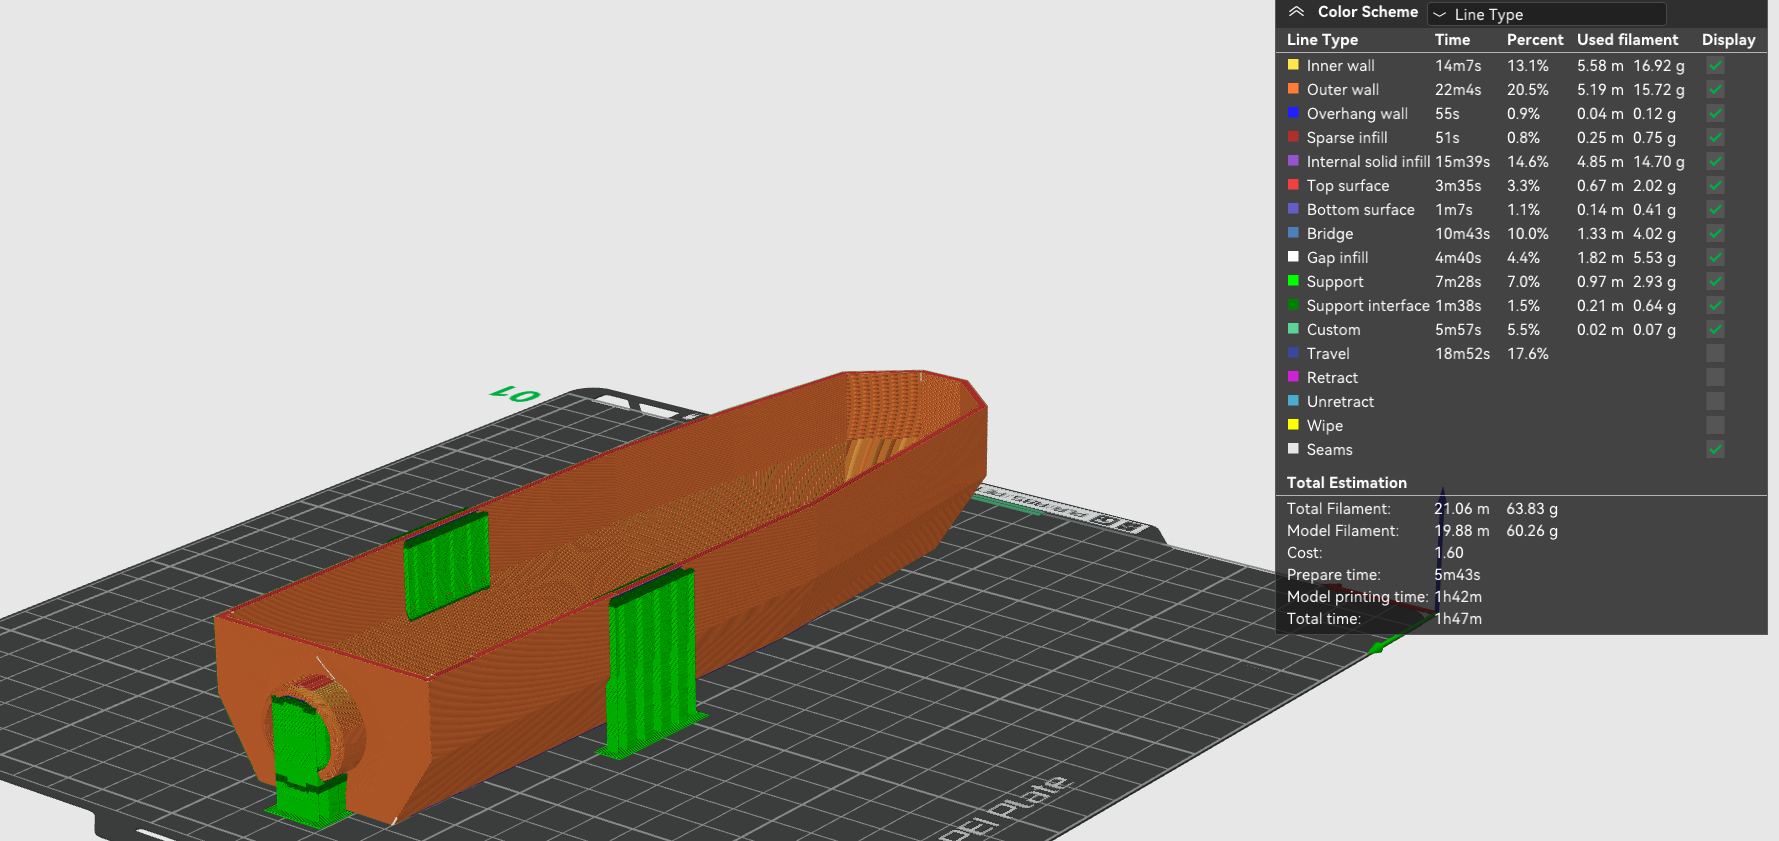 Color Scheme Line Type
Line Type Time Percent Used filament Display
Inner wall 14m7s 13.1% 5.58 m 16.92 g
Outer wall 22m4s 20.5% 5.19 m 15.72 g
Overhang wall 55s 0.9% 0.04 m 0.12 g
Sparse infill 51s 0.8% 0.25 m 0.75 g
Internal solid infill 15m39s 14.6% 4.85 m 14.70 g
Top surface 3m35s 3.3% 0.67 m 2.02 g
Bottom surface 1m7s 1.1% 0.14 m 0.41 g
Bridge 10m43s 10.0% 1.33 m 4.02 g
Gap infill 4m40s 4.4% 1.82 m 5.53 g
Support 7m28s 7.0% 0.97 m 2.93 g
Support interface 1m38s 1.5% 0.21 m 0.64 g
Custom 5m57s 5.5% 0.02 m 0.07 g
Travel 18m52s 17.6%
Retract
Unretract
Wipe
Seams
Total Estimation
Total Filament: 21.06 m 63.83 g
Model Filament: 19.88 m 60.26 g
Cost: 1.60
Prepare time: 5m43s
Model printing time: 1h42m
Total time: 1h47m
01
PEI Plate